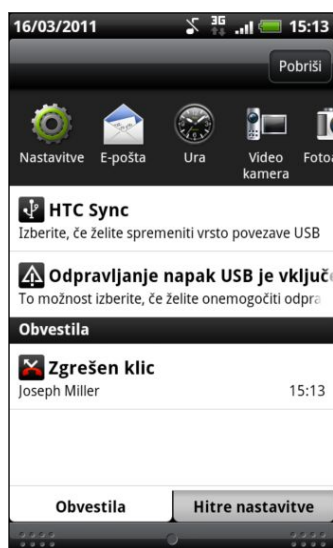 16/03/2011 3G 15:13
Pobriši
Nastavitve E-pošta Ura Video kamera
HTC Sync
Izberite, če želite spremeniti vrsto povezave USB
Odpravljanje napak USB je
To možnost izberite, če želite onemogočiti
Obvestila
Zgrešen klic
Joseph Miller 15:13
Obvestila Hitre nastavitve